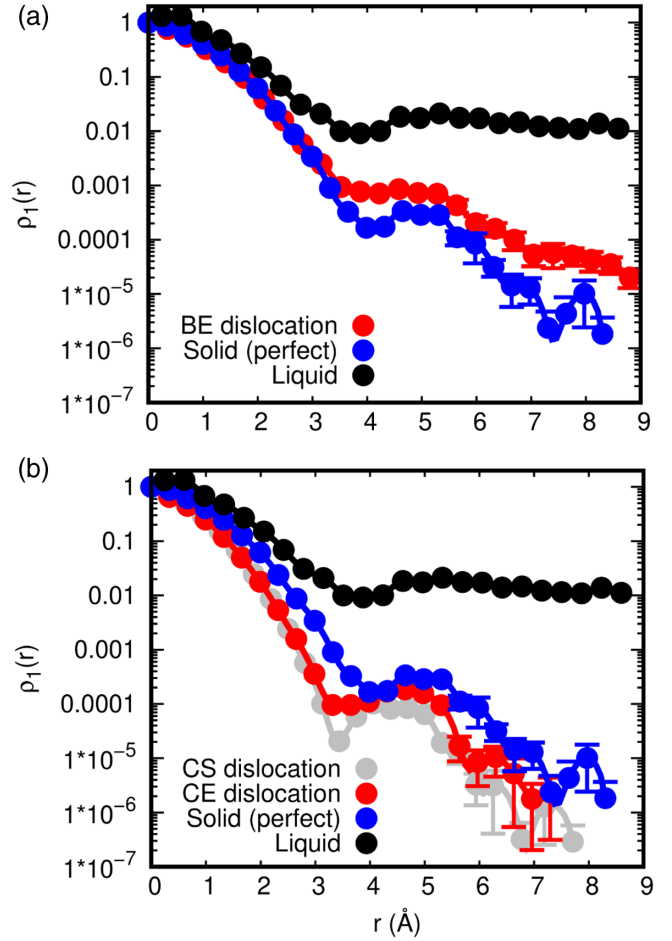 (a)
1
0.1
0.01
0.001
0.0001
1*10⁻⁵
1*10⁻⁶
1*10⁻⁷
ρ₁(r)
BE dislocation
Solid (perfect)
Liquid
0 1 2 3 4 5 6 7 8 9
(b)
1
0.1
0.01
0.001
0.0001
1*10⁻⁵
1*10⁻⁶
1*10⁻⁷
ρ₁(r)
CS dislocation
CE dislocation
Solid (perfect)
Liquid
0 1 2 3 4 5 6 7 8 9
r (Å)